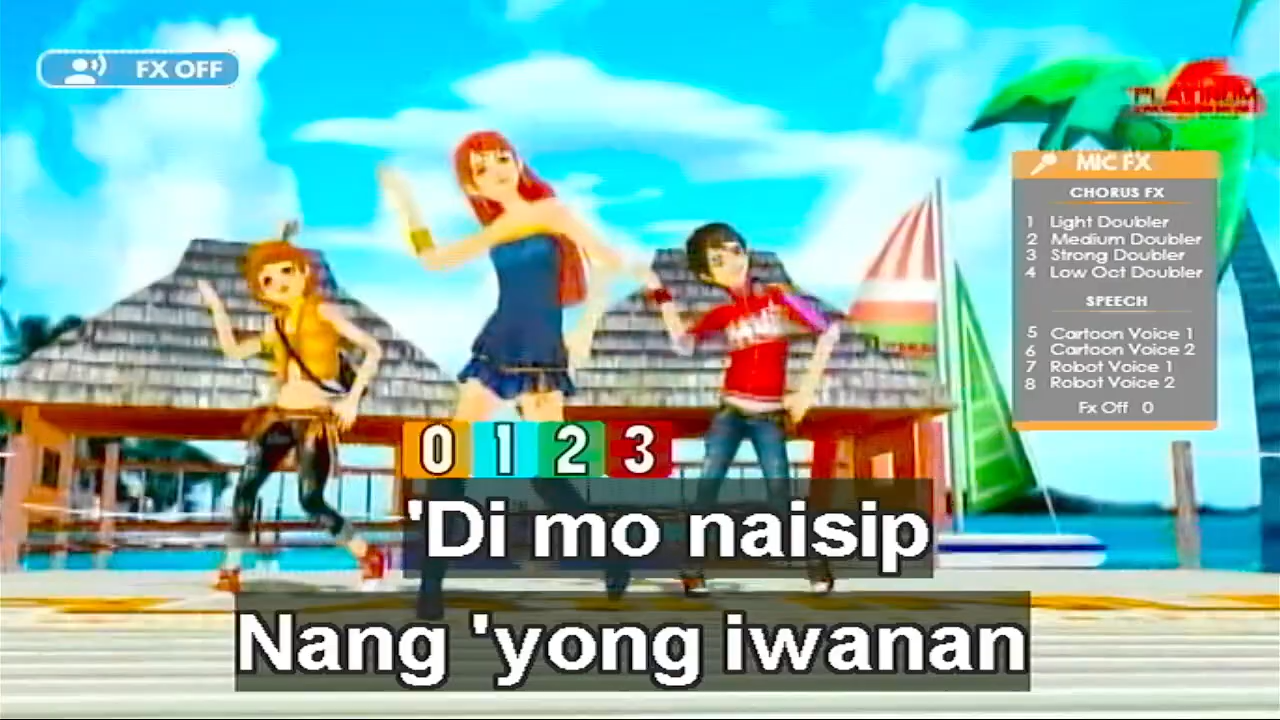 FX OFF
PLATINUM
MIC FX
CHORUS FX
1 Light Doubler
2 Medium Doubler
3 Strong Doubler
4 Low Oct Doubler
SPEECH
5 Cartoon Voice 1
6 Cartoon Voice 2
7 Robot Voice 1
8 Robot Voice 2
Fx Off 0
0 1 2 3
'Di mo naisip
Nang 'yong iwanan